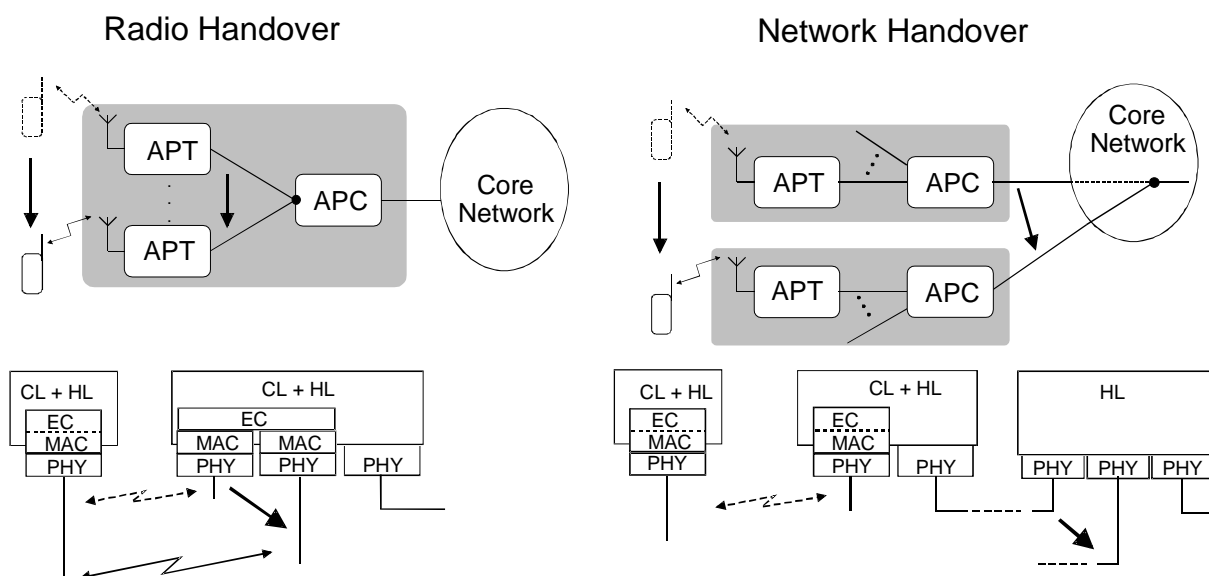 Radio Handover
APT
APT
APC
Core
Network
CL + HL
EC
MAC
PHY
CL + HL
EC
MAC
MAC
PHY
PHY
PHY
Network Handover
APT
APC
APT
APC
Core
Network
CL + HL
EC
MAC
PHY
CL + HL
EC
MAC
PHY
PHY
HL
PHY
PHY
PHY